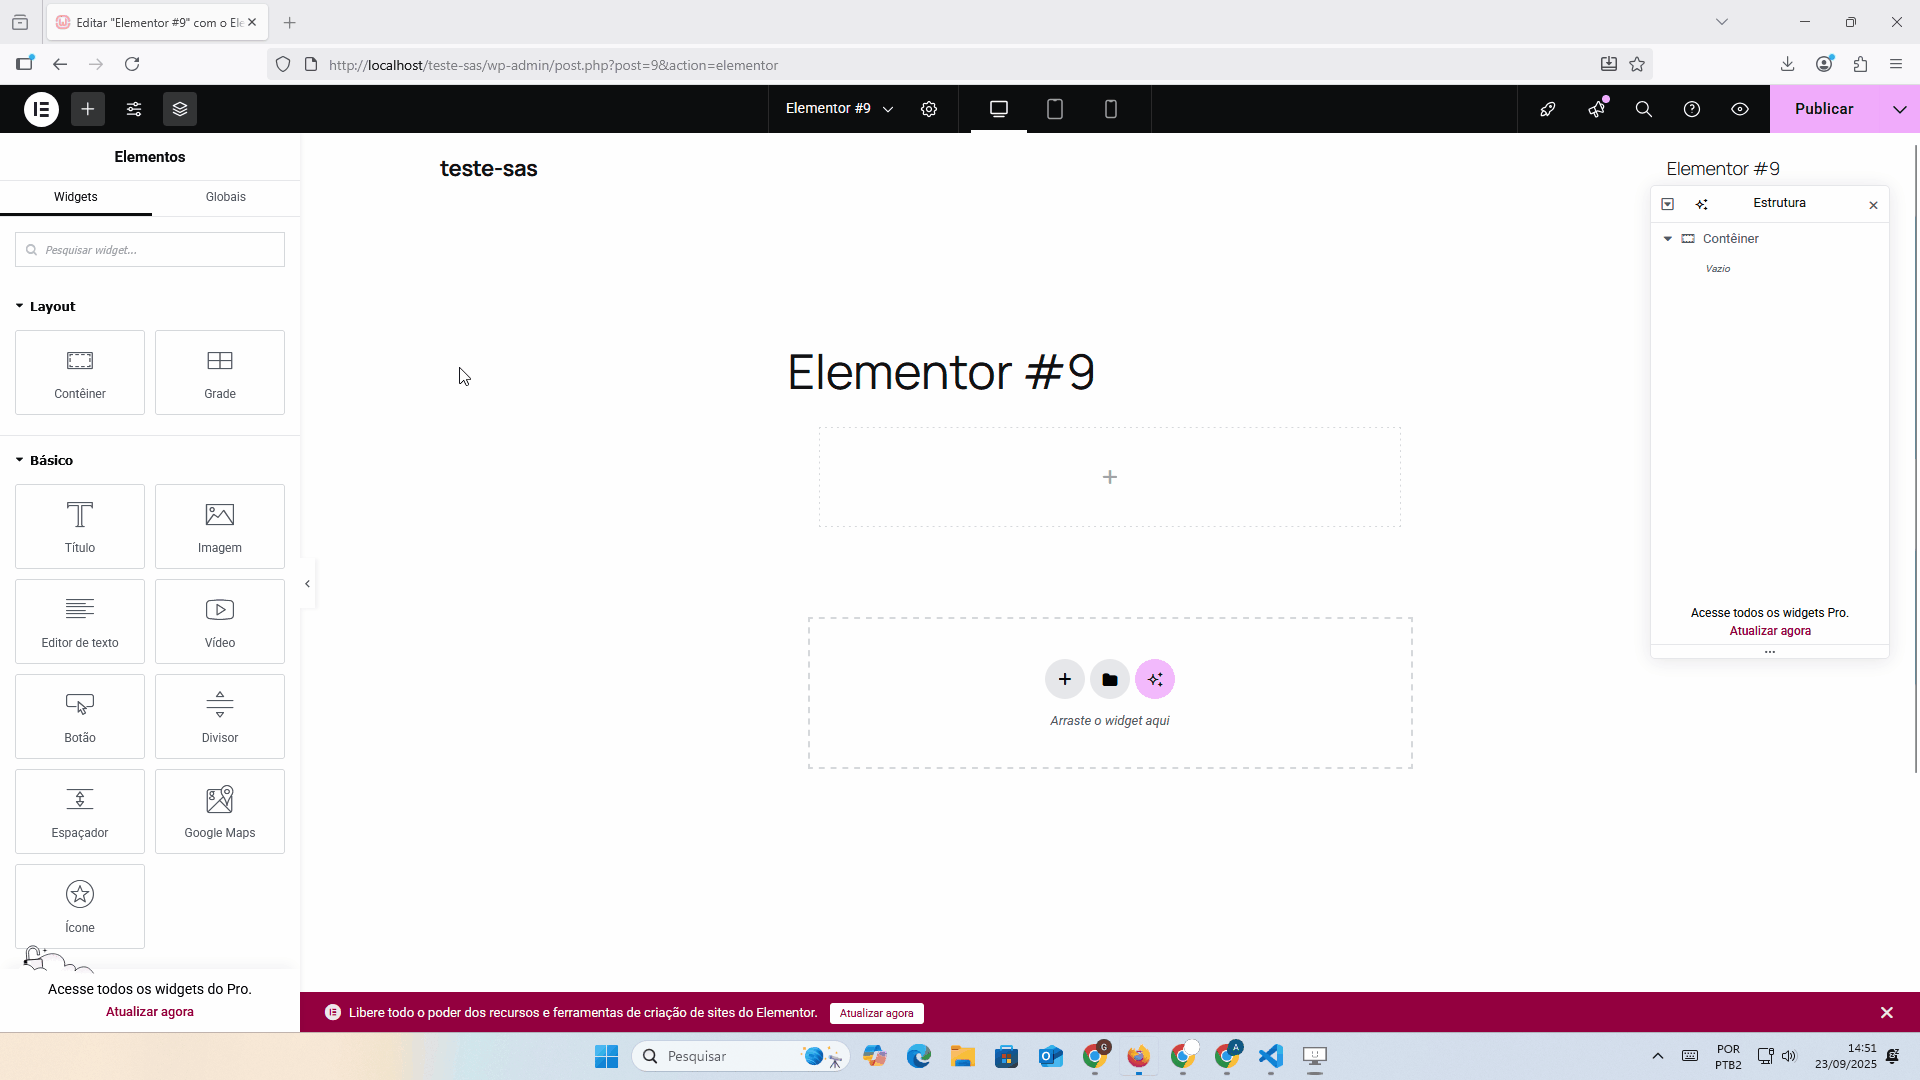 Editar "Elementor #9" com o Ele
http://localhost/teste-sas/wp-admin/post.php?post=9&action=elementor
Elementor #9
Publicar
Elementos
Widgets
Globais
Pesquisar widget...
Layout
Contêiner
Grade
Básico
Título
Imagem
Editor de texto
Vídeo
Botão
Divisor
Espaçador
Google Maps
Ícone
Acesse todos os widgets do Pro.
Atualizar agora
teste-sas
Elementor #9
Elementor #9
Arraste o widget aqui
Estrutura
Contêiner
Vazio
Acesse todos os widgets Pro.
Atualizar agora
Libere todo o poder dos recursos e ferramentas de criação de sites do Elementor.
Atualizar agora
Pesquisar
G
A
POR
PTB2
14:51
23/09/2025